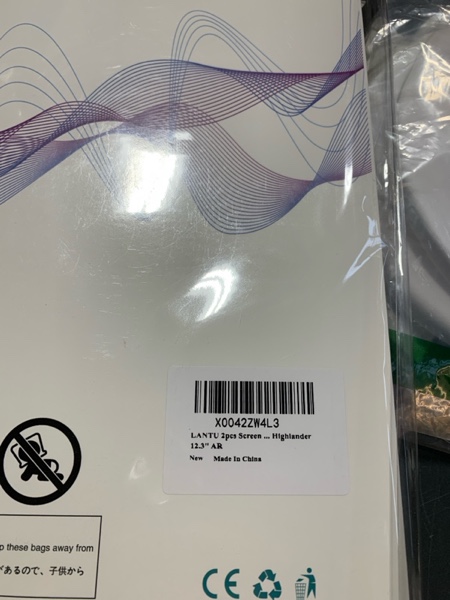 X0042ZW4L3
LANTU 2pcs Screen ... Highlander
12.3" AR
New Made In China
p these bags away from
があるので、子供から
CE